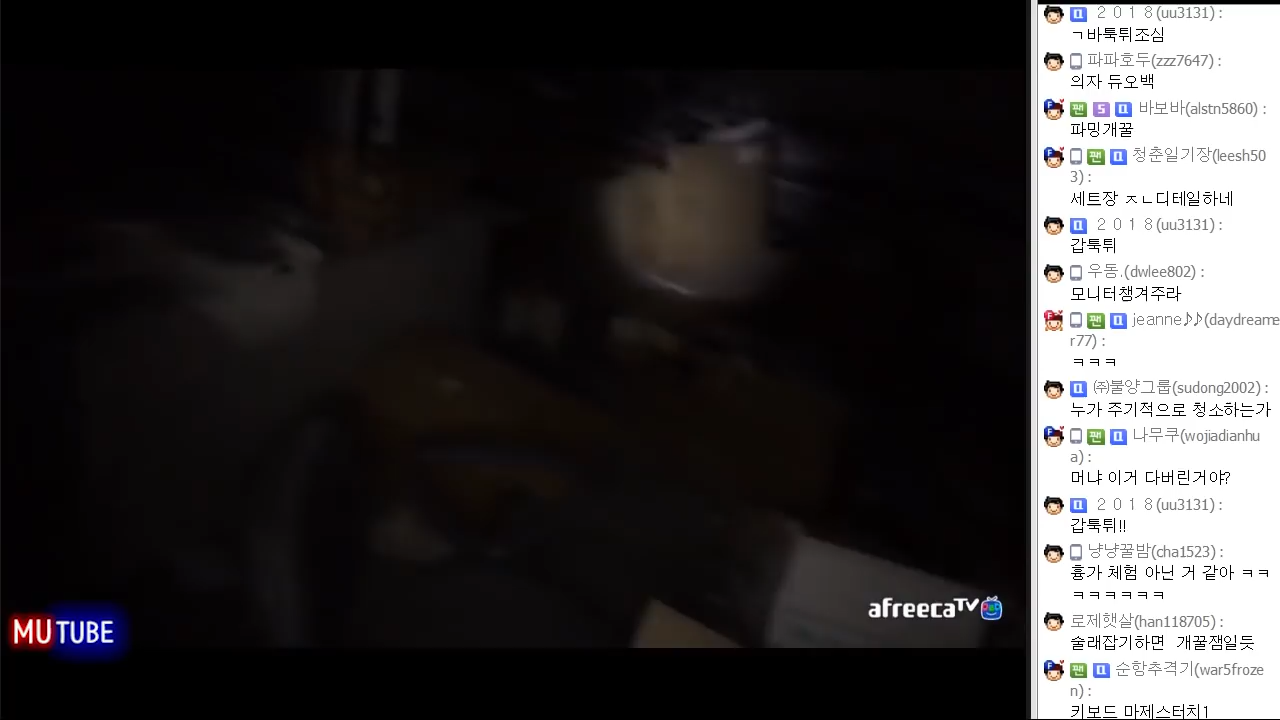 ２０１８(uu3131) :
ㄱ바툭튀조심
파파호두(zzz7647) :
의자 듀오백
짼 S 바보바(alstn5860) :
파밍개꿀
짼 청춘일기장(leesh50
3) :
세트장 ㅈㄴ디테일하네
２０１８(uu3131) :
갑툭튀
우동.(dwlee802) :
모니터챙겨주라
짼 jeanne♪♪(daydreame
r77) :
ㅋㅋㅋ
㈜불양그룹(sudong2002) :
누가 주기적으로 청소하는가
짼 나무쿠(wojiadianhu
a) :
머냐 이거 다버린거야?
２０１８(uu3131) :
갑툭튀!!
냥냥꿀밤(cha1523) :
흉가 체험 아닌 거 같아 ㅋㅋ
ㅋㅋㅋㅋㅋㅋ
로제햇살(han118705) :
술래잡기하면 개꿀잼일듯
짼 순항추격기(war5froze
n) :
키보드 마제스터치1
afreecaTV
MUTUBE